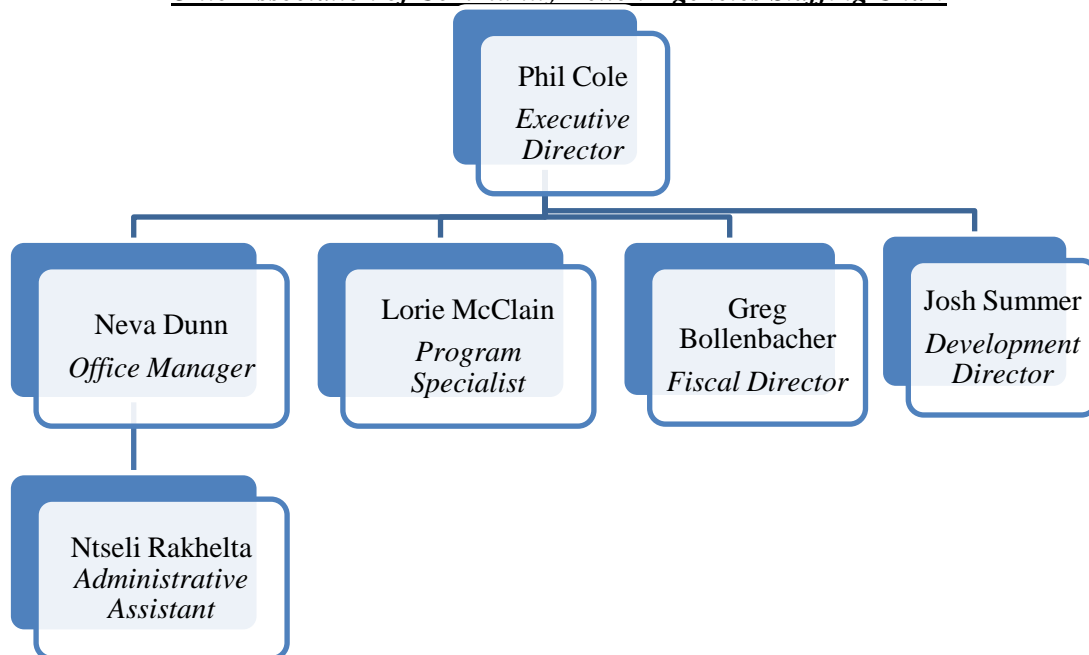 Phil Cole
Executive
Director
Neva Dunn
Office Manager
Lorie McClain
Program
Specialist
Greg
Bollenbacher
Fiscal Director
Josh Summer
Development
Director
Ntseli Rakhelta
Administrative
Assistant